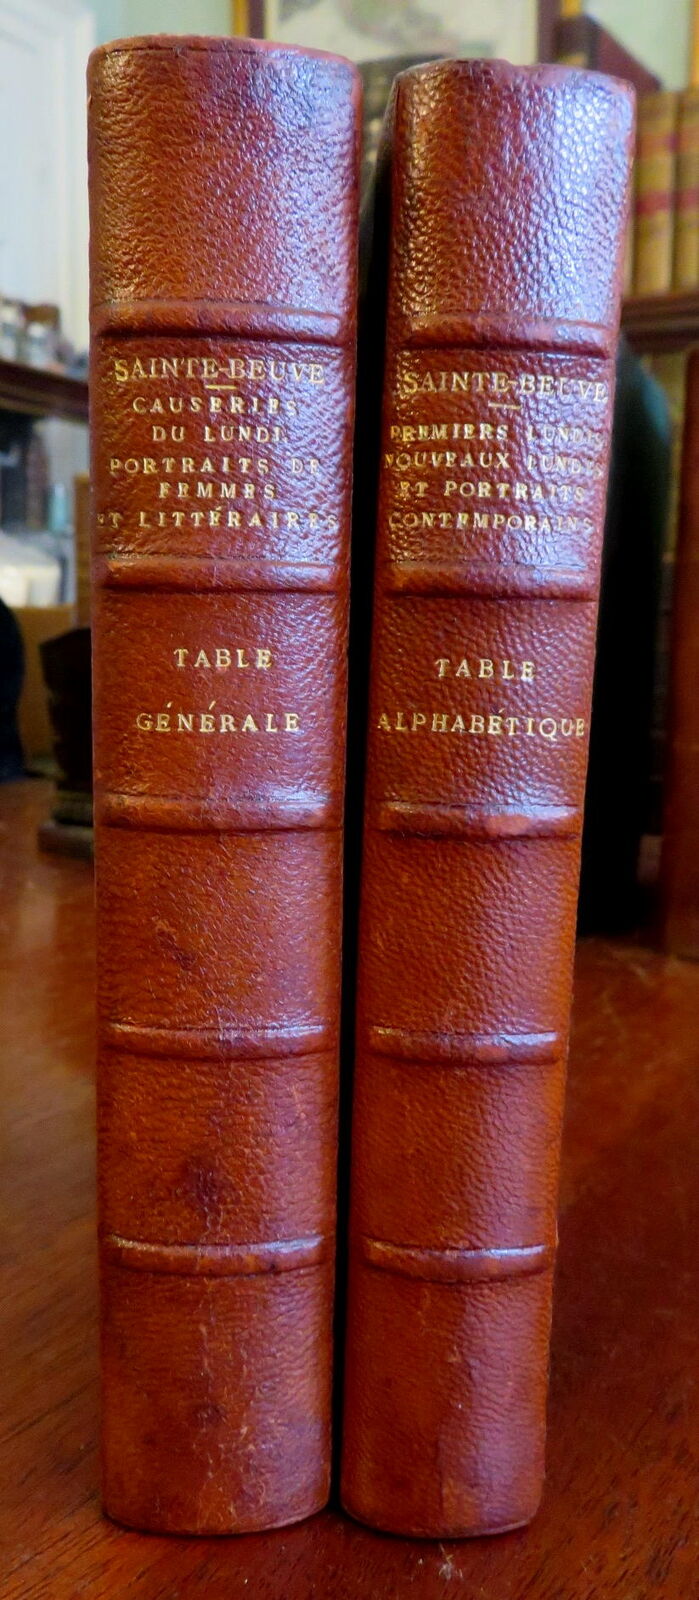 SAINTE-BEUVE
CAUSERIES
DU LUNDI
PORTRAITS DE
FEMMES
ET LITTÉRAIRES
TABLE
GÉNÉRALE
SAINTE-BEUVE
PREMIERS LUNDIS
NOUVEAUX LUNDIS
ET PORTRAITS
CONTEMPORAINS
TABLE
ALPHABÉTIQUE